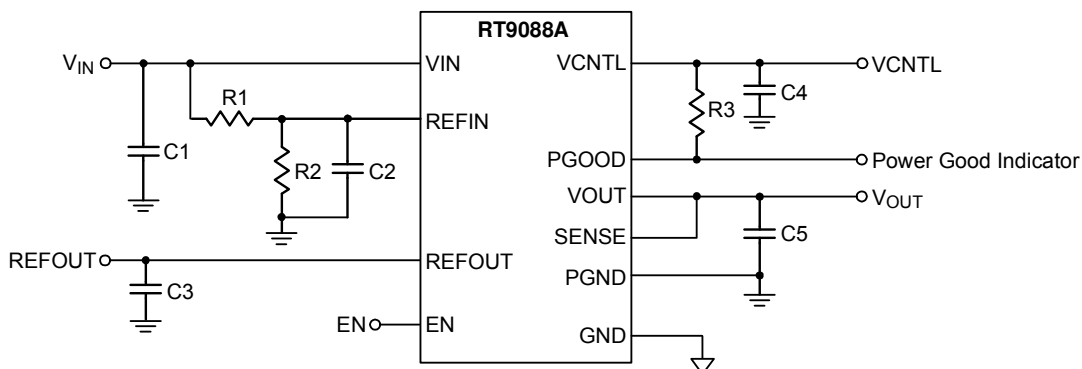 RT9088A
VIN
VIN
VCNTL
VCNTL
R1
R3
C4
REFIN
C1
R2
C2
PGOOD
Power Good Indicator
VOUT
VOUT
SENSE
C5
REFOUT
REFOUT
PGND
C3
EN
EN
GND